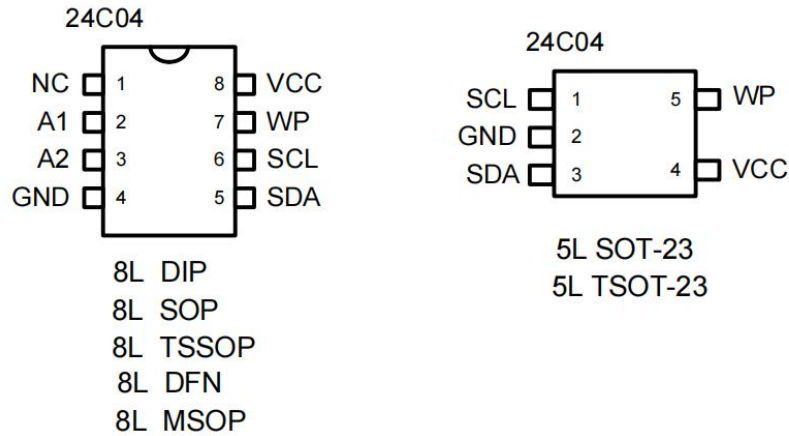 24C04
NC 1 8 VCC
A1 2 7 WP
A2 3 6 SCL
GND 4 5 SDA
8L DIP
8L SOP
8L TSSOP
8L DFN
8L MSOP
24C04
SCL 1 5 WP
GND 2
SDA 3 4 VCC
5L SOT-23
5L TSOT-23